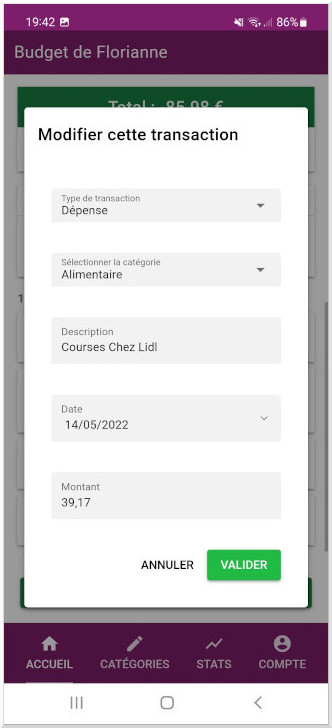 19:42 86%
Budget de Florianne
Total : 85,98 €
Modifier cette transaction
Type de transaction
Dépense
Sélectionner la catégorie
Alimentaire
Description
Courses Chez Lidl
Date
14/05/2022
Montant
39,17
ANNULER VALIDER
ACCUEIL CATÉGORIES STATS COMPTE